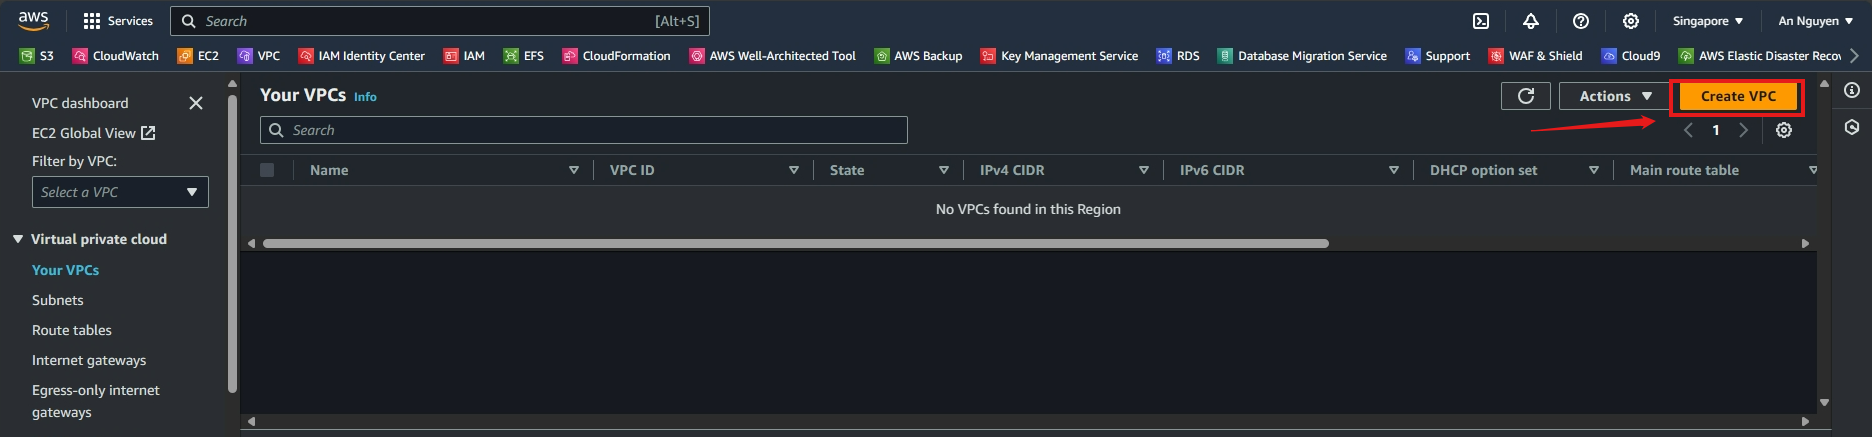 aws
Services
Search
[Alt+S]
Singapore
An Nguyen
S3
CloudWatch
EC2
VPC
IAM Identity Center
IAM
EFS
CloudFormation
AWS Well-Architected Tool
AWS Backup
Key Management Service
RDS
Database Migration Service
Support
WAF & Shield
Cloud9
AWS Elastic Disaster Recov
VPC dashboard
EC2 Global View
Filter by VPC:
Select a VPC
Virtual private cloud
Your VPCs
Subnets
Route tables
Internet gateways
Egress-only internet
gateways
Your VPCs Info
Actions
Create VPC
Search
1
Name
VPC ID
State
IPv4 CIDR
IPv6 CIDR
DHCP option set
Main route table
No VPCs found in this Region